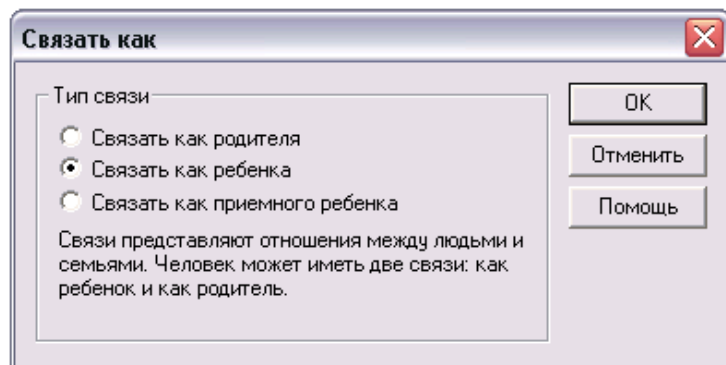 Связать как
Тип связи
Связать как родителя
Связать как ребенка
Связать как приемного ребенка
Связи представляют отношения между людьми и
семьями. Человек может иметь две связи: как
ребенок и как родитель.
OK
Отменить
Помощь